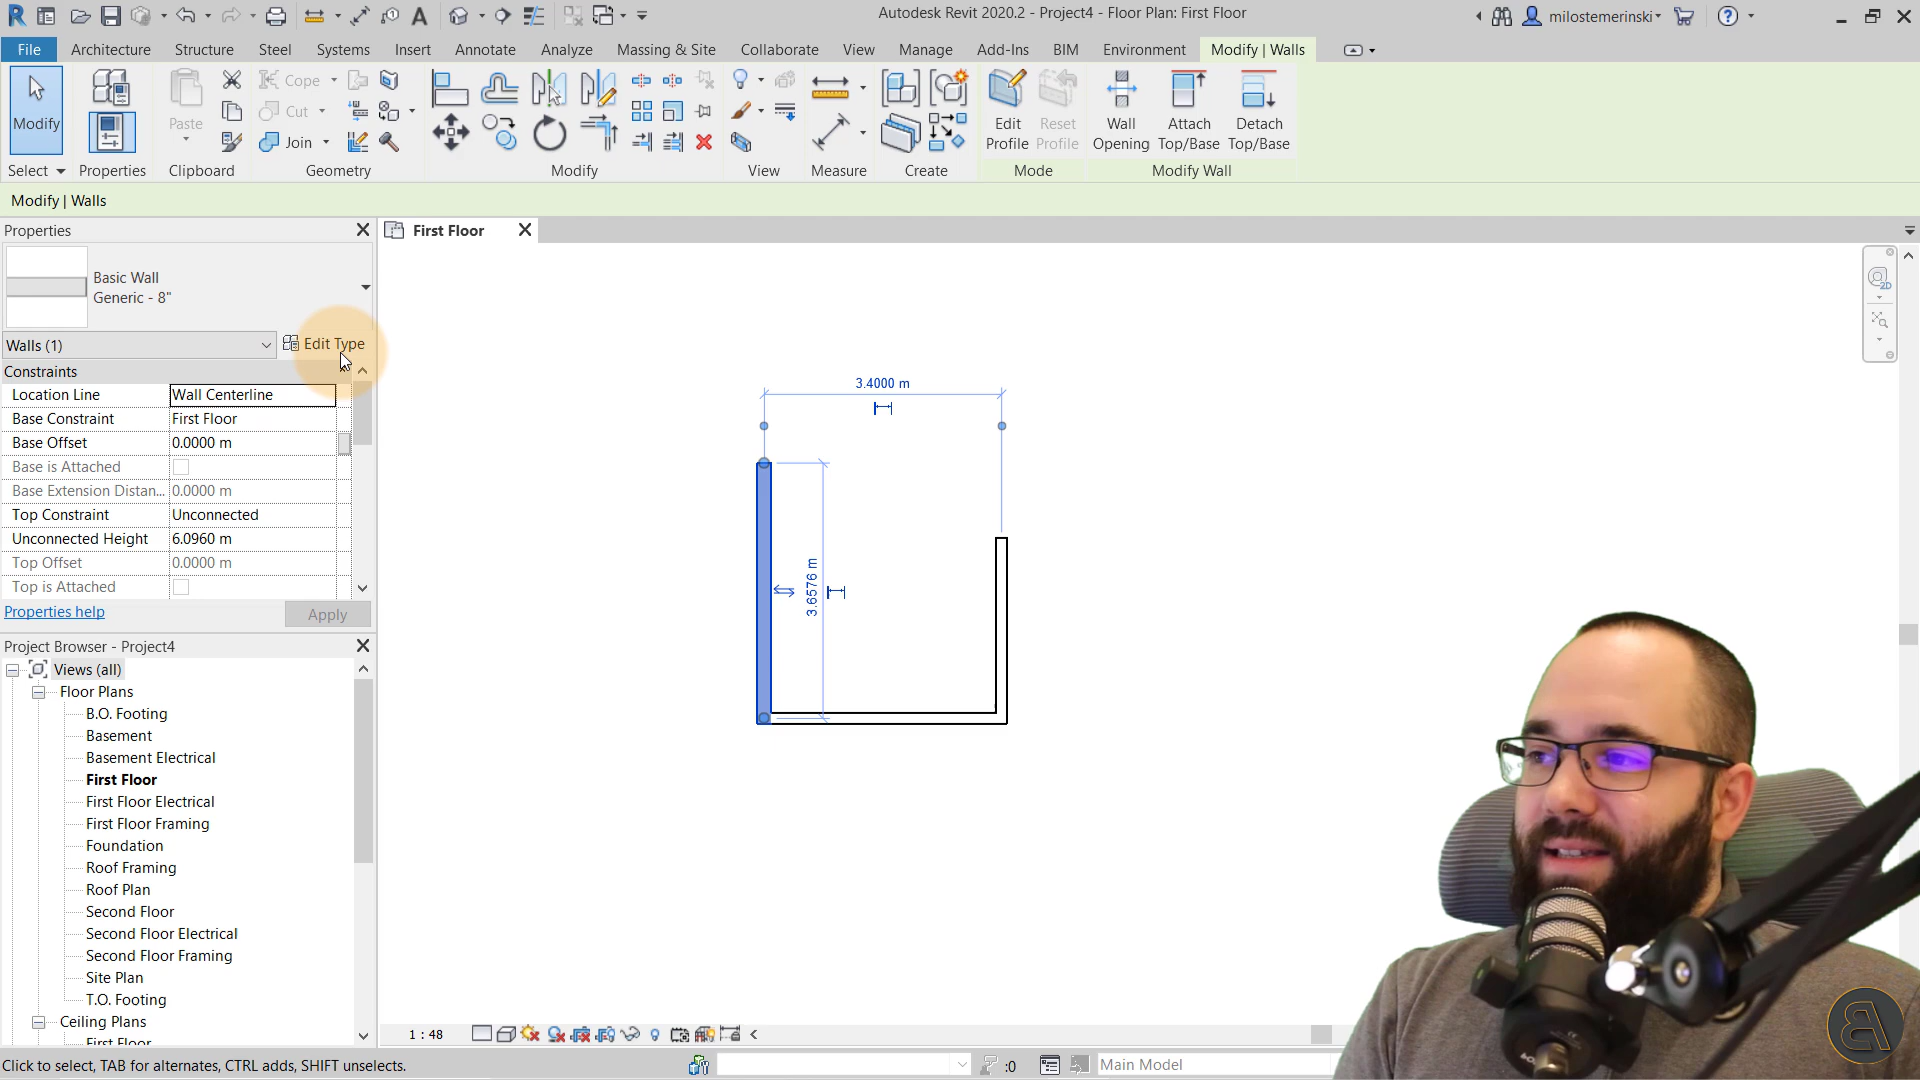 Autodesk Revit 2020.2 - Project4 - Floor Plan: First Floor
milostemerinski
File
Architecture
Structure
Steel
Systems
Insert
Annotate
Analyze
Massing & Site
Collaborate
View
Manage
Add-Ins
BIM
Environment
Modify | Walls
Modify
Paste
Cope
Cut
Join
Edit
Profile
Reset
Profile
Wall
Opening
Attach
Top/Base
Detach
Top/Base
Select
Properties
Clipboard
Geometry
Modify
View
Measure
Create
Mode
Modify Wall
Modify | Walls
Properties
First Floor
Basic Wall
Generic - 8"
Walls (1)
Edit Type
Constraints
Location Line Wall Centerline
Base Constraint First Floor
Base Offset 0.0000 m
Base is Attached
Base Extension Distan... 0.0000 m
Top Constraint Unconnected
Unconnected Height 6.0960 m
Top Offset 0.0000 m
Top is Attached
Properties help
Apply
3.4000 m
3.6576 m
2D
Project Browser - Project4
Views (all)
Floor Plans
B.O. Footing
Basement
Basement Electrical
First Floor
First Floor Electrical
First Floor Framing
Foundation
Roof Framing
Roof Plan
Second Floor
Second Floor Electrical
Second Floor Framing
Site Plan
T.O. Footing
Ceiling Plans
First Floor
1 : 48
Click to select, TAB for alternates, CTRL adds, SHIFT unselects.
:0
Main Model